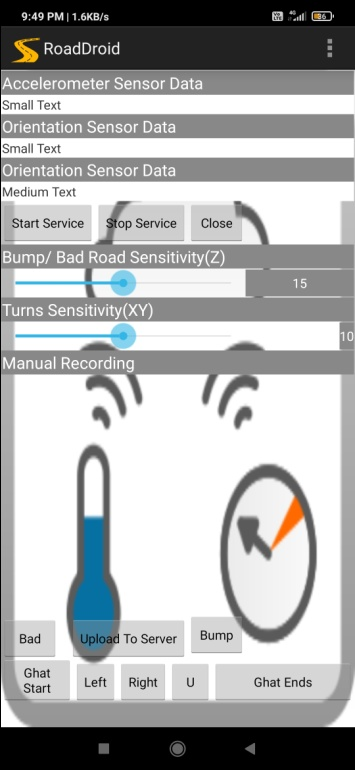 9:49 PM | 1.6KB/s
4G
86
RoadDroid
Accelerometer Sensor Data
Small Text
Orientation Sensor Data
Small Text
Orientation Sensor Data
Medium Text
Start Service Stop Service Close
Bump/ Bad Road Sensitivity(Z)
15
Turns Sensitivity(XY)
10
Manual Recording
Bad Upload To Server Bump
Ghat Start Left Right U Ghat Ends